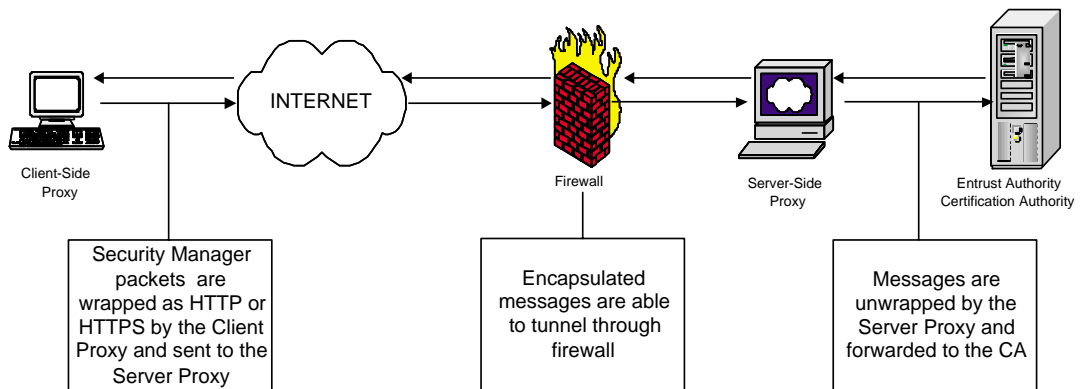 INTERNET
Client-Side
Proxy
Firewall
Server-Side
Proxy
Entrust Authority
Certification Authority
Security Manager
packets are
wrapped as HTTP or
HTTPS by the Client
Proxy and sent to the
Server Proxy
Encapsulated
messages are able
to tunnel through
firewall
Messages are
unwrapped by the
Server Proxy and
forwarded to the CA